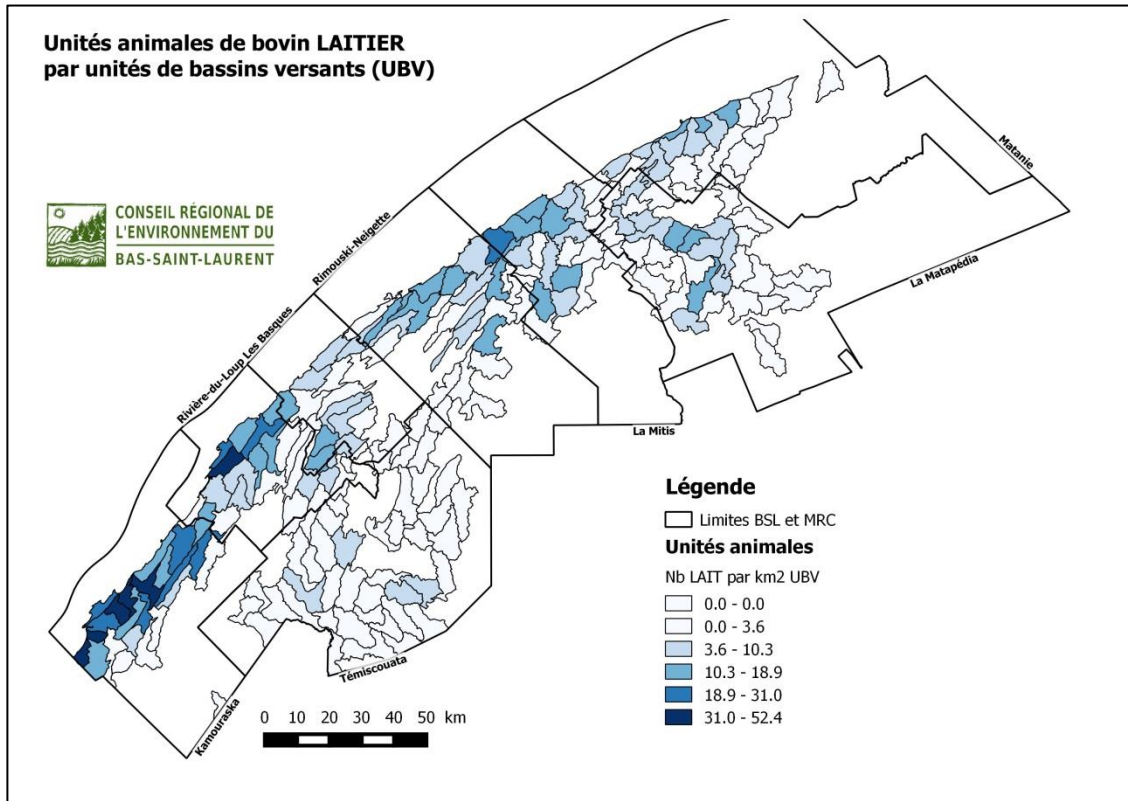 Unités animales de bovin LAITIER
par unités de bassins versants (UBV)
CONSEIL RÉGIONAL DE
L'ENVIRONNEMENT DU
BAS-SAINT-LAURENT
Matanie
La Matapédia
Rimouski-Neigette
Rivière-du-Loup Les Basques
La Mitis
Témiscouata
Kamouraska
0 10 20 30 40 50 km
Légende
Limites BSL et MRC
Unités animales
Nb LAIT par km2 UBV
0.0 - 0.0
0.0 - 3.6
3.6 - 10.3
10.3 - 18.9
18.9 - 31.0
31.0 - 52.4